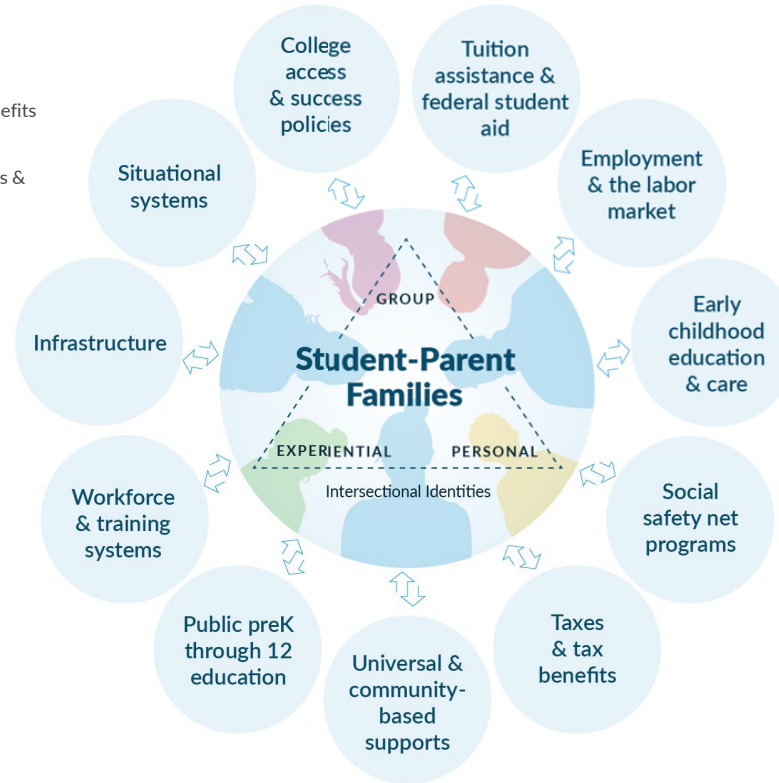 College
access
& success
policies
Tuition
assistance &
federal student
aid
efits
s &
Situational
systems
Employment
& the labor
market
Infrastructure
Early
childhood
education
& care
GROUP
Student-Parent
Families
EXPERIENTIAL
PERSONAL
Intersectional Identities
Workforce
& training
systems
Social
safety net
programs
Public preK
through 12
education
Universal &
community-
based
supports
Taxes
& tax
benefits